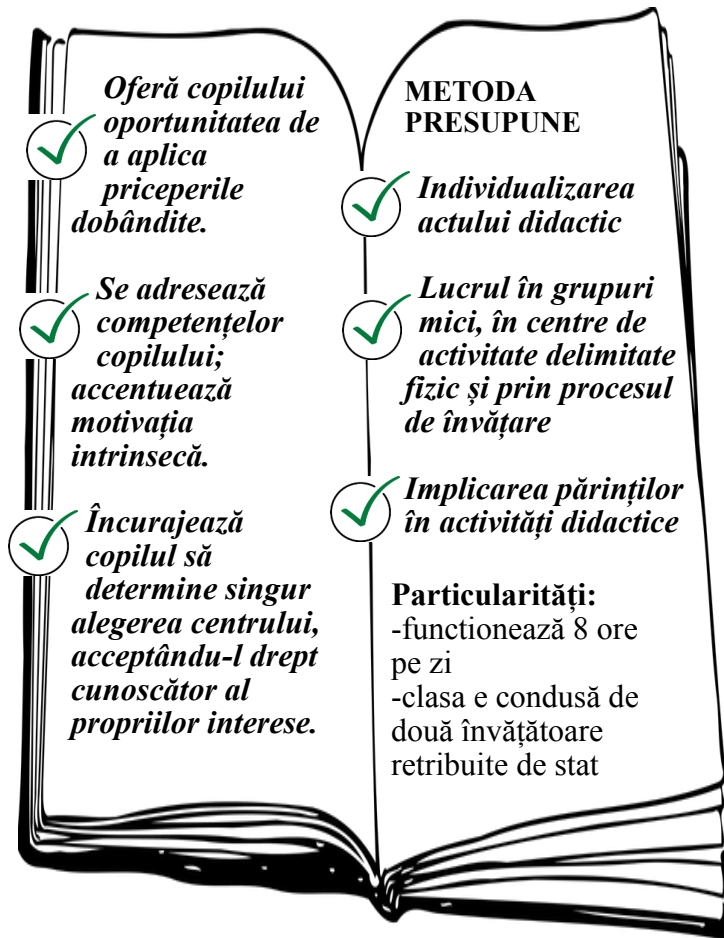 Oferă copilului
oportunitatea de
a aplica
priceperile
dobândite.
Se adresează
competențelor
copilului;
accentuează
motivația
intrinsecă.
Încurajează
copilul să
determine singur
alegerea centrului,
acceptându-l drept
cunoscător al
propriilor interese.
METODA
PRESUPUNE
Individualizarea
actului didactic
Lucrul în grupuri
mici, în centre de
activitate delimitate
fizic și prin procesul
de învățare
Implicarea părinților
în activități didactice
Particularități:
-functionează 8 ore
pe zi
-clasa e condusă de
două învățătoare
retribuite de stat